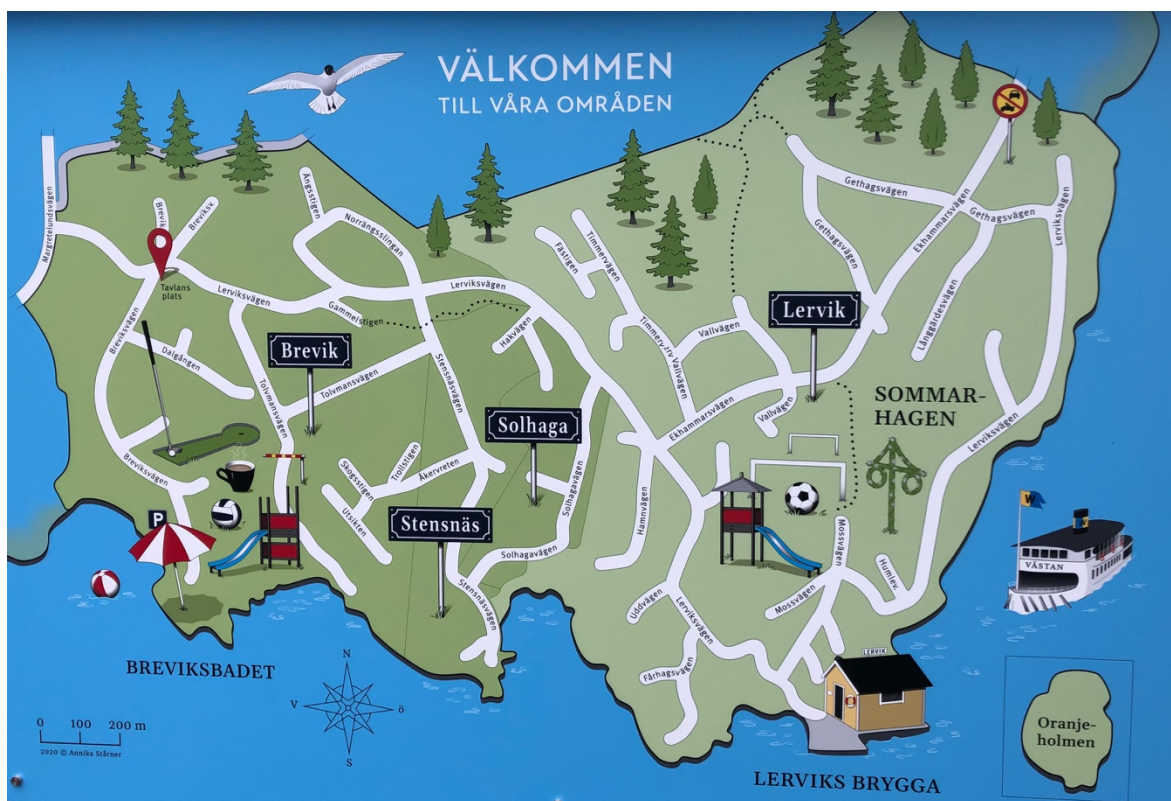 VÄLKOMMEN
TILL VÅRA OMRÅDEN
Margretelundsvägen
Brevik
Breviksv.
Tavlans
plats
Ängsstigen
Norrängsslingan
Lerviksvägen
Gammelstigen
Lerviksvägen
Fästigen
Timmervägen
Gethagsvägen
Gethagsvägen
Gethagsvägen
Ekhammarsvägen
Lerviksvägen
Långgärdesvägen
Breviksvägen
Dalgången
Brevik
Tolvmansvägen
Tolvmansvägen
Stensnäsvägen
Hakvägen
Vallvägen
Vallvägen
Lervik
Ekhammarsvägen
Vallvägen
SOMMAR-
HAGEN
Lerviksvägen
Solhaga
Breviksvägen
Skogsstigen
Trollstigen
Åkervreten
Utsikten
Solhagavägen
Hamnvägen
P
Stensnäs
Solhagavägen
Stensnäsvägen
Mossvägen
Humlev.
Mossvägen
W
VÄSTAN
Uddvägen
Lerviksvägen
Fårhagsvägen
LERVIK
BREVIKSBADET
N
V
Ö
S
0 100 200 m
2020 © Annika Stårner
Oranje-
holmen
LERVIKS BRYGGA